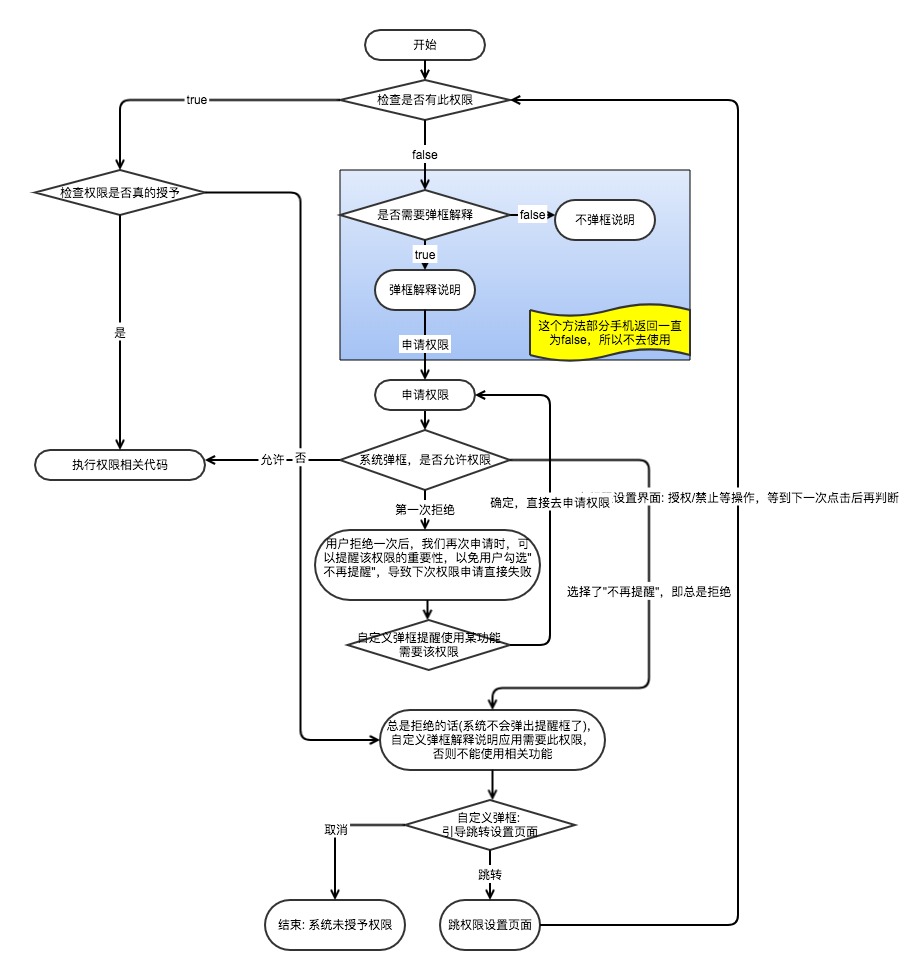 开始
检查是否有此权限
true
false
检查权限是否真的授予
是否需要弹框解释
false
不弹框说明
true
弹框解释说明
这个方法部分手机返回一直
为false，所以不去使用
是
申请权限
申请权限
执行权限相关代码
允许
否
系统弹框，是否允许权限
第一次拒绝
确定，直接去申请权限
设置界面: 授权/禁止等操作，等到下一次点击后再判断
用户拒绝一次后，我们再次申请时，可
以提醒该权限的重要性，以免用户勾选"
不再提醒"，导致下次权限申请直接失败
选择了"不再提醒"，即总是拒绝
自定义弹框提醒使用某功能
需要该权限
总是拒绝的话(系统不会弹出提醒框了)，
自定义弹框解释说明应用需要此权限，
否则不能使用相关功能
自定义弹框:
引导跳转设置页面
取消
跳转
结束: 系统未授予权限
跳权限设置页面